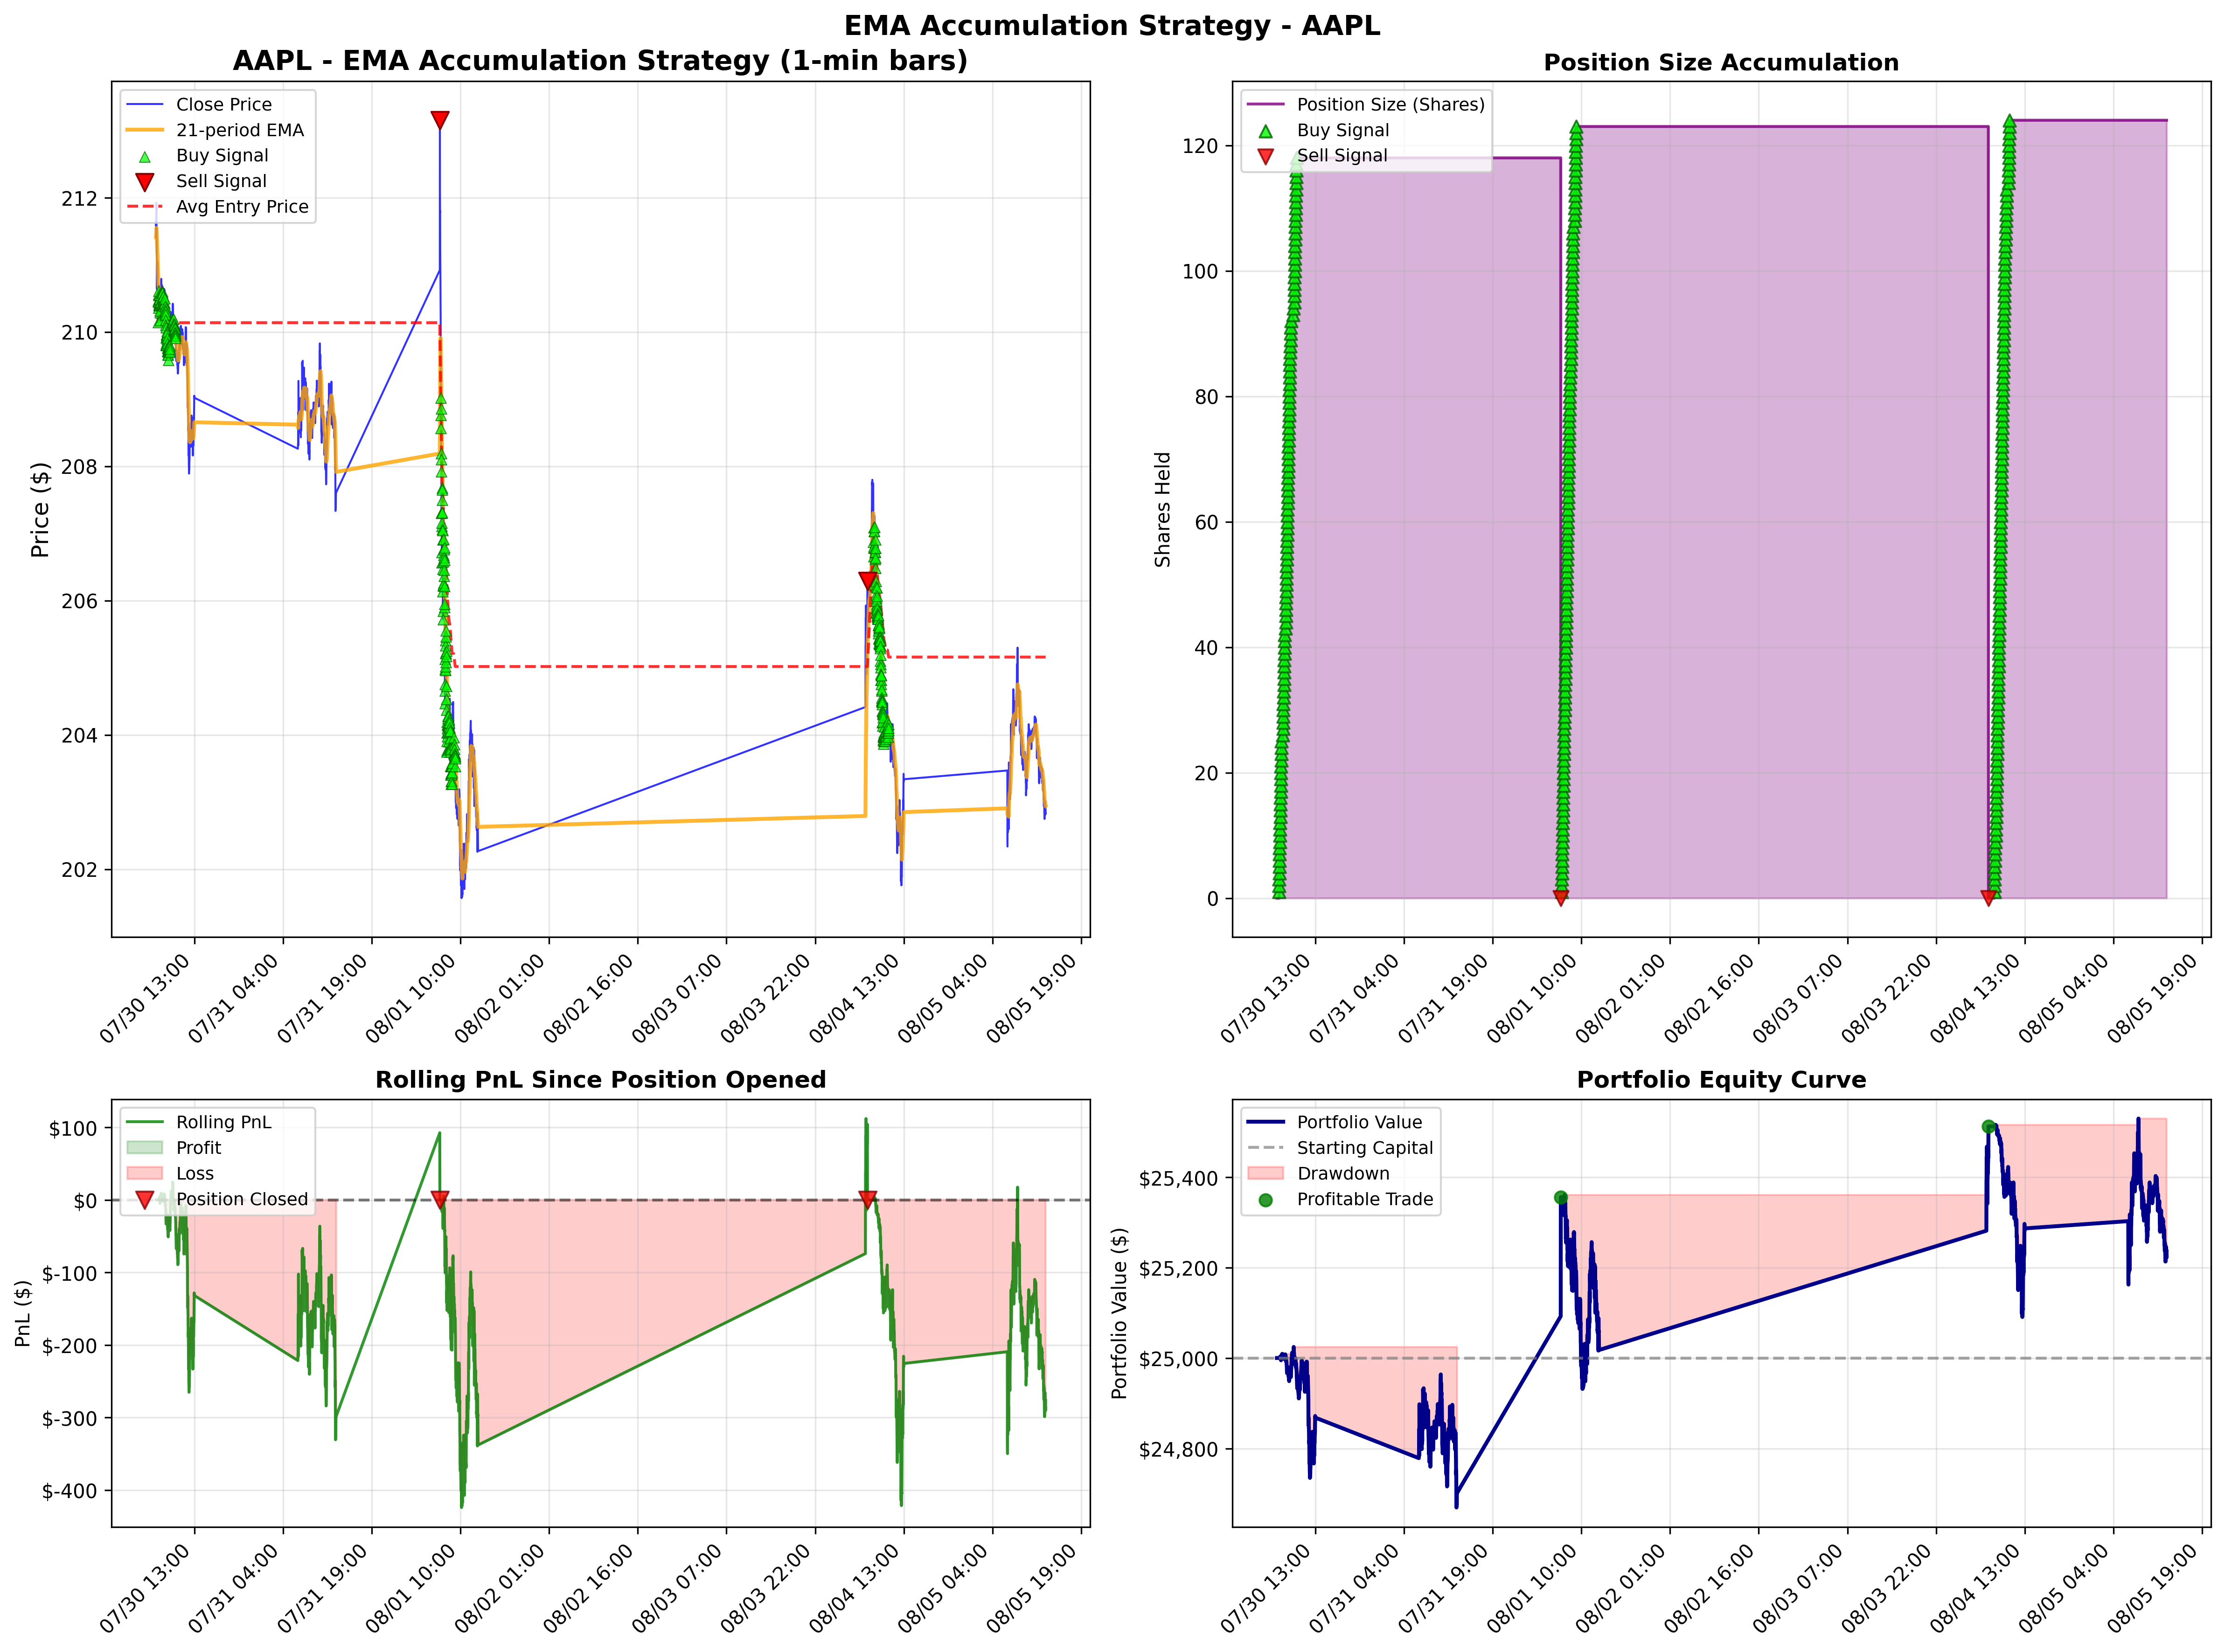 EMA Accumulation Strategy - AAPL
AAPL - EMA Accumulation Strategy (1-min bars)
Close Price
21-period EMA
Buy Signal
Sell Signal
Avg Entry Price
Price ($)
212
210
208
206
204
202
07/30 13:00
07/31 04:00
07/31 19:00
08/01 10:00
08/02 01:00
08/02 16:00
08/03 07:00
08/03 22:00
08/04 13:00
08/05 04:00
08/05 19:00
Position Size Accumulation
Position Size (Shares)
Buy Signal
Sell Signal
Shares Held
120
100
80
60
40
20
0
07/30 13:00
07/31 04:00
07/31 19:00
08/01 10:00
08/02 01:00
08/02 16:00
08/03 07:00
08/03 22:00
08/04 13:00
08/05 04:00
08/05 19:00
Rolling PnL Since Position Opened
Rolling PnL
Profit
Loss
Position Closed
PnL ($)
$100
$0
$-100
$-200
$-300
$-400
07/30 13:00
07/31 04:00
07/31 19:00
08/01 10:00
08/02 01:00
08/02 16:00
08/03 07:00
08/03 22:00
08/04 13:00
08/05 04:00
08/05 19:00
Portfolio Equity Curve
Portfolio Value
Starting Capital
Drawdown
Profitable Trade
Portfolio Value ($)
$25,400
$25,200
$25,000
$24,800
07/30 13:00
07/31 04:00
07/31 19:00
08/01 10:00
08/02 01:00
08/02 16:00
08/03 07:00
08/03 22:00
08/04 13:00
08/05 04:00
08/05 19:00